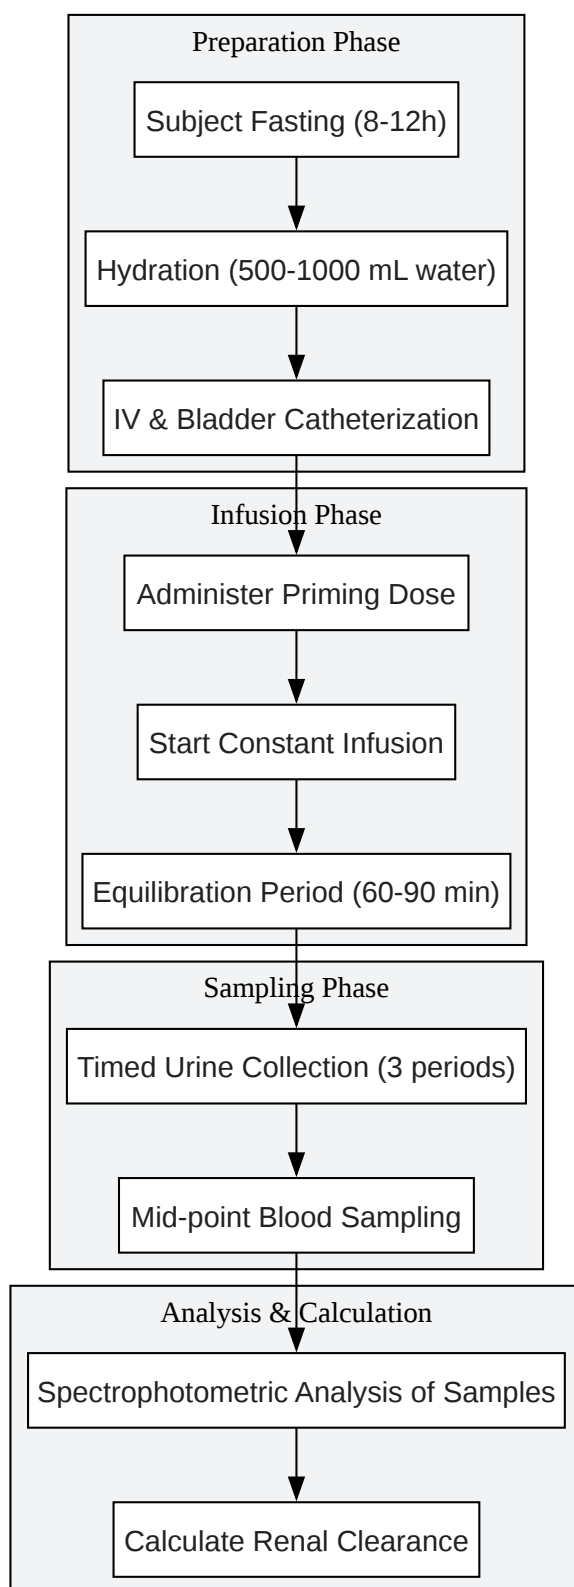 Preparation Phase
Subject Fasting (8-12h)
Hydration (500-1000 mL water)
IV & Bladder Catheterization
Infusion Phase
Administer Priming Dose
Start Constant Infusion
Equilibration Period (60-90 min)
Sampling Phase
Timed Urine Collection (3 periods)
Mid-point Blood Sampling
Analysis & Calculation
Spectrophotometric Analysis of Samples
Calculate Renal Clearance